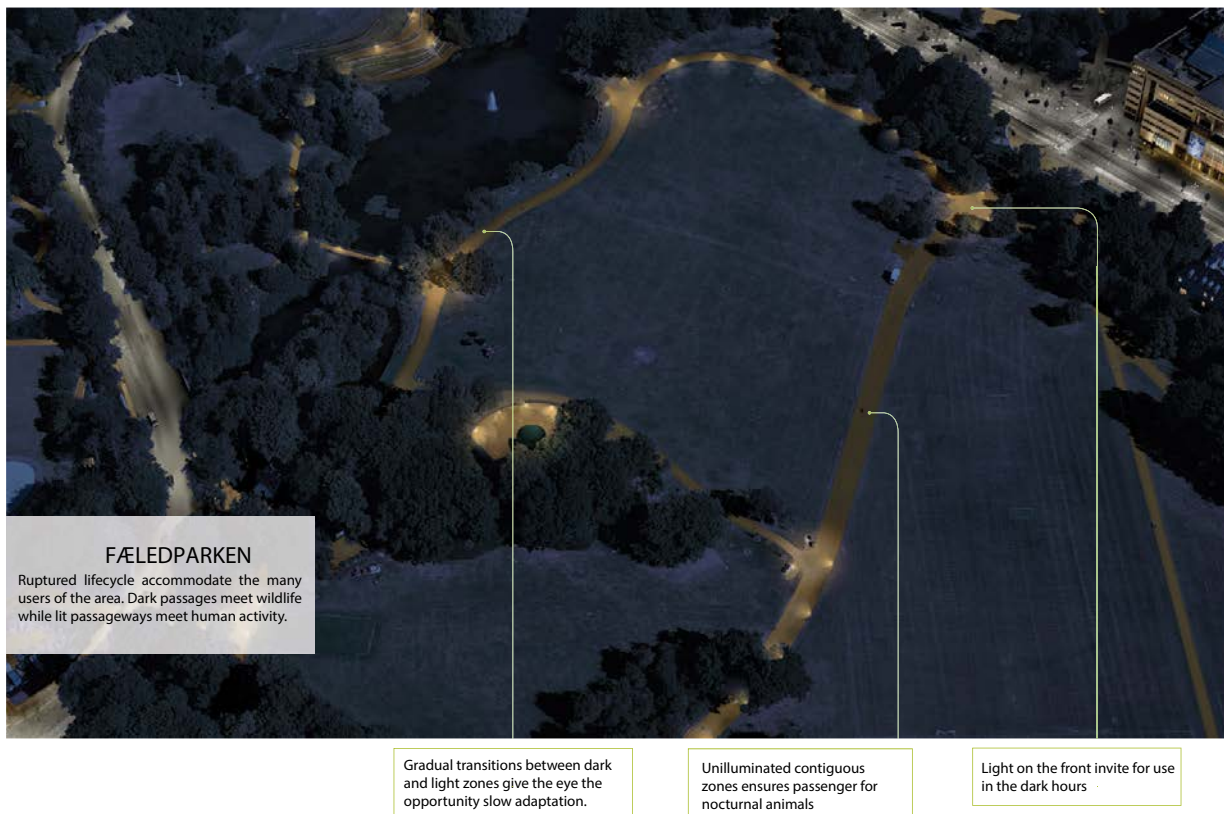 FÆLEDPARKEN
Ruptured lifecycle accommodate the many
users of the area. Dark passages meet wildlife
while lit passageways meet human activity.
Gradual transitions between dark
and light zones give the eye the
opportunity slow adaptation.
Unilluminated contiguous
zones ensures passenger for
nocturnal animals
Light on the front invite for use
in the dark hours